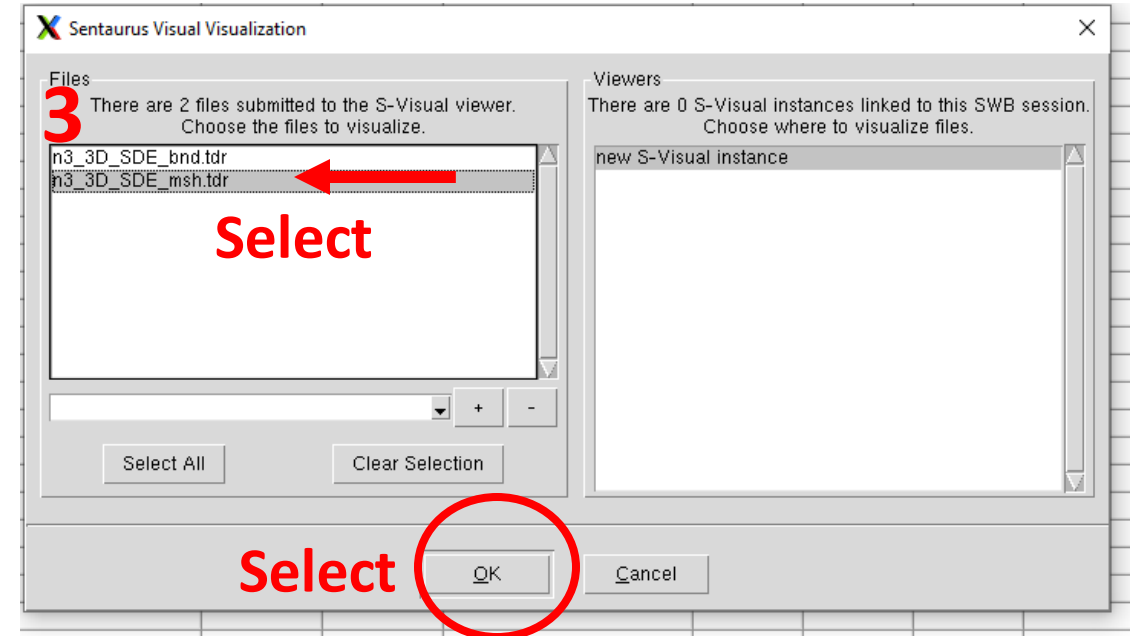 Sentaurus Visual Visualization
Files
3
There are 2 files submitted to the S-Visual viewer.
Choose the files to visualize.
n3_3D_SDE_bnd.tdr
n3_3D_SDE_msh.tdr
Select
+
-
Select All
Clear Selection
Viewers
There are 0 S-Visual instances linked to this SWB session.
Choose where to visualize files.
new S-Visual instance
Select
OK
Cancel